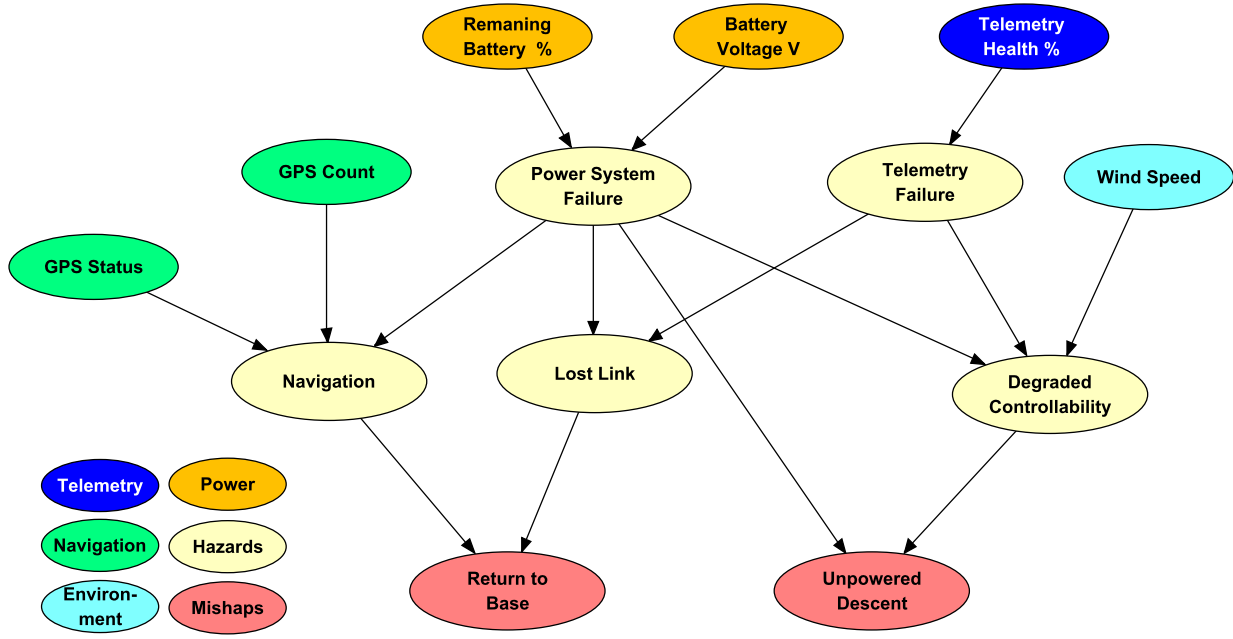 Remaning
Battery %
Battery
Voltage V
Telemetry
Health %
GPS Count
Power System
Failure
Telemetry
Failure
Wind Speed
GPS Status
Navigation
Lost Link
Degraded
Controllability
Telemetry
Power
Navigation
Hazards
Environ-
ment
Mishaps
Return to
Base
Unpowered
Descent